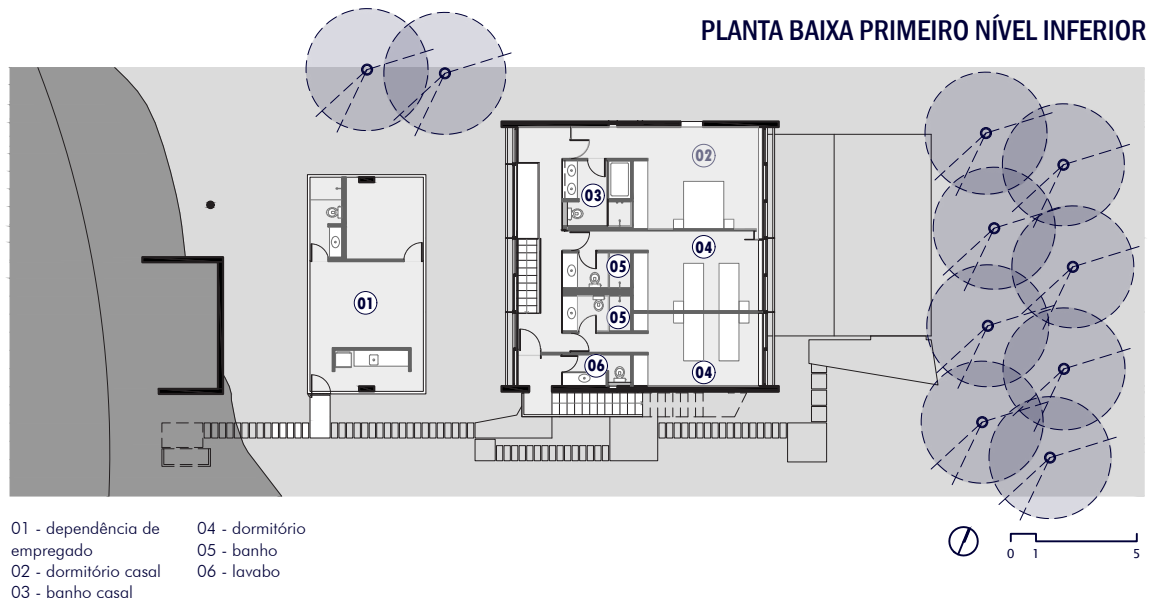 PLANTA BAIXA PRIMEIRO NÍVEL INFERIOR
02
03
04
05
01
05
06
04
01 - dependência de
empregado
02 - dormitório casal
03 - banho casal
04 - dormitório
05 - banho
06 - lavabo
0 1 5